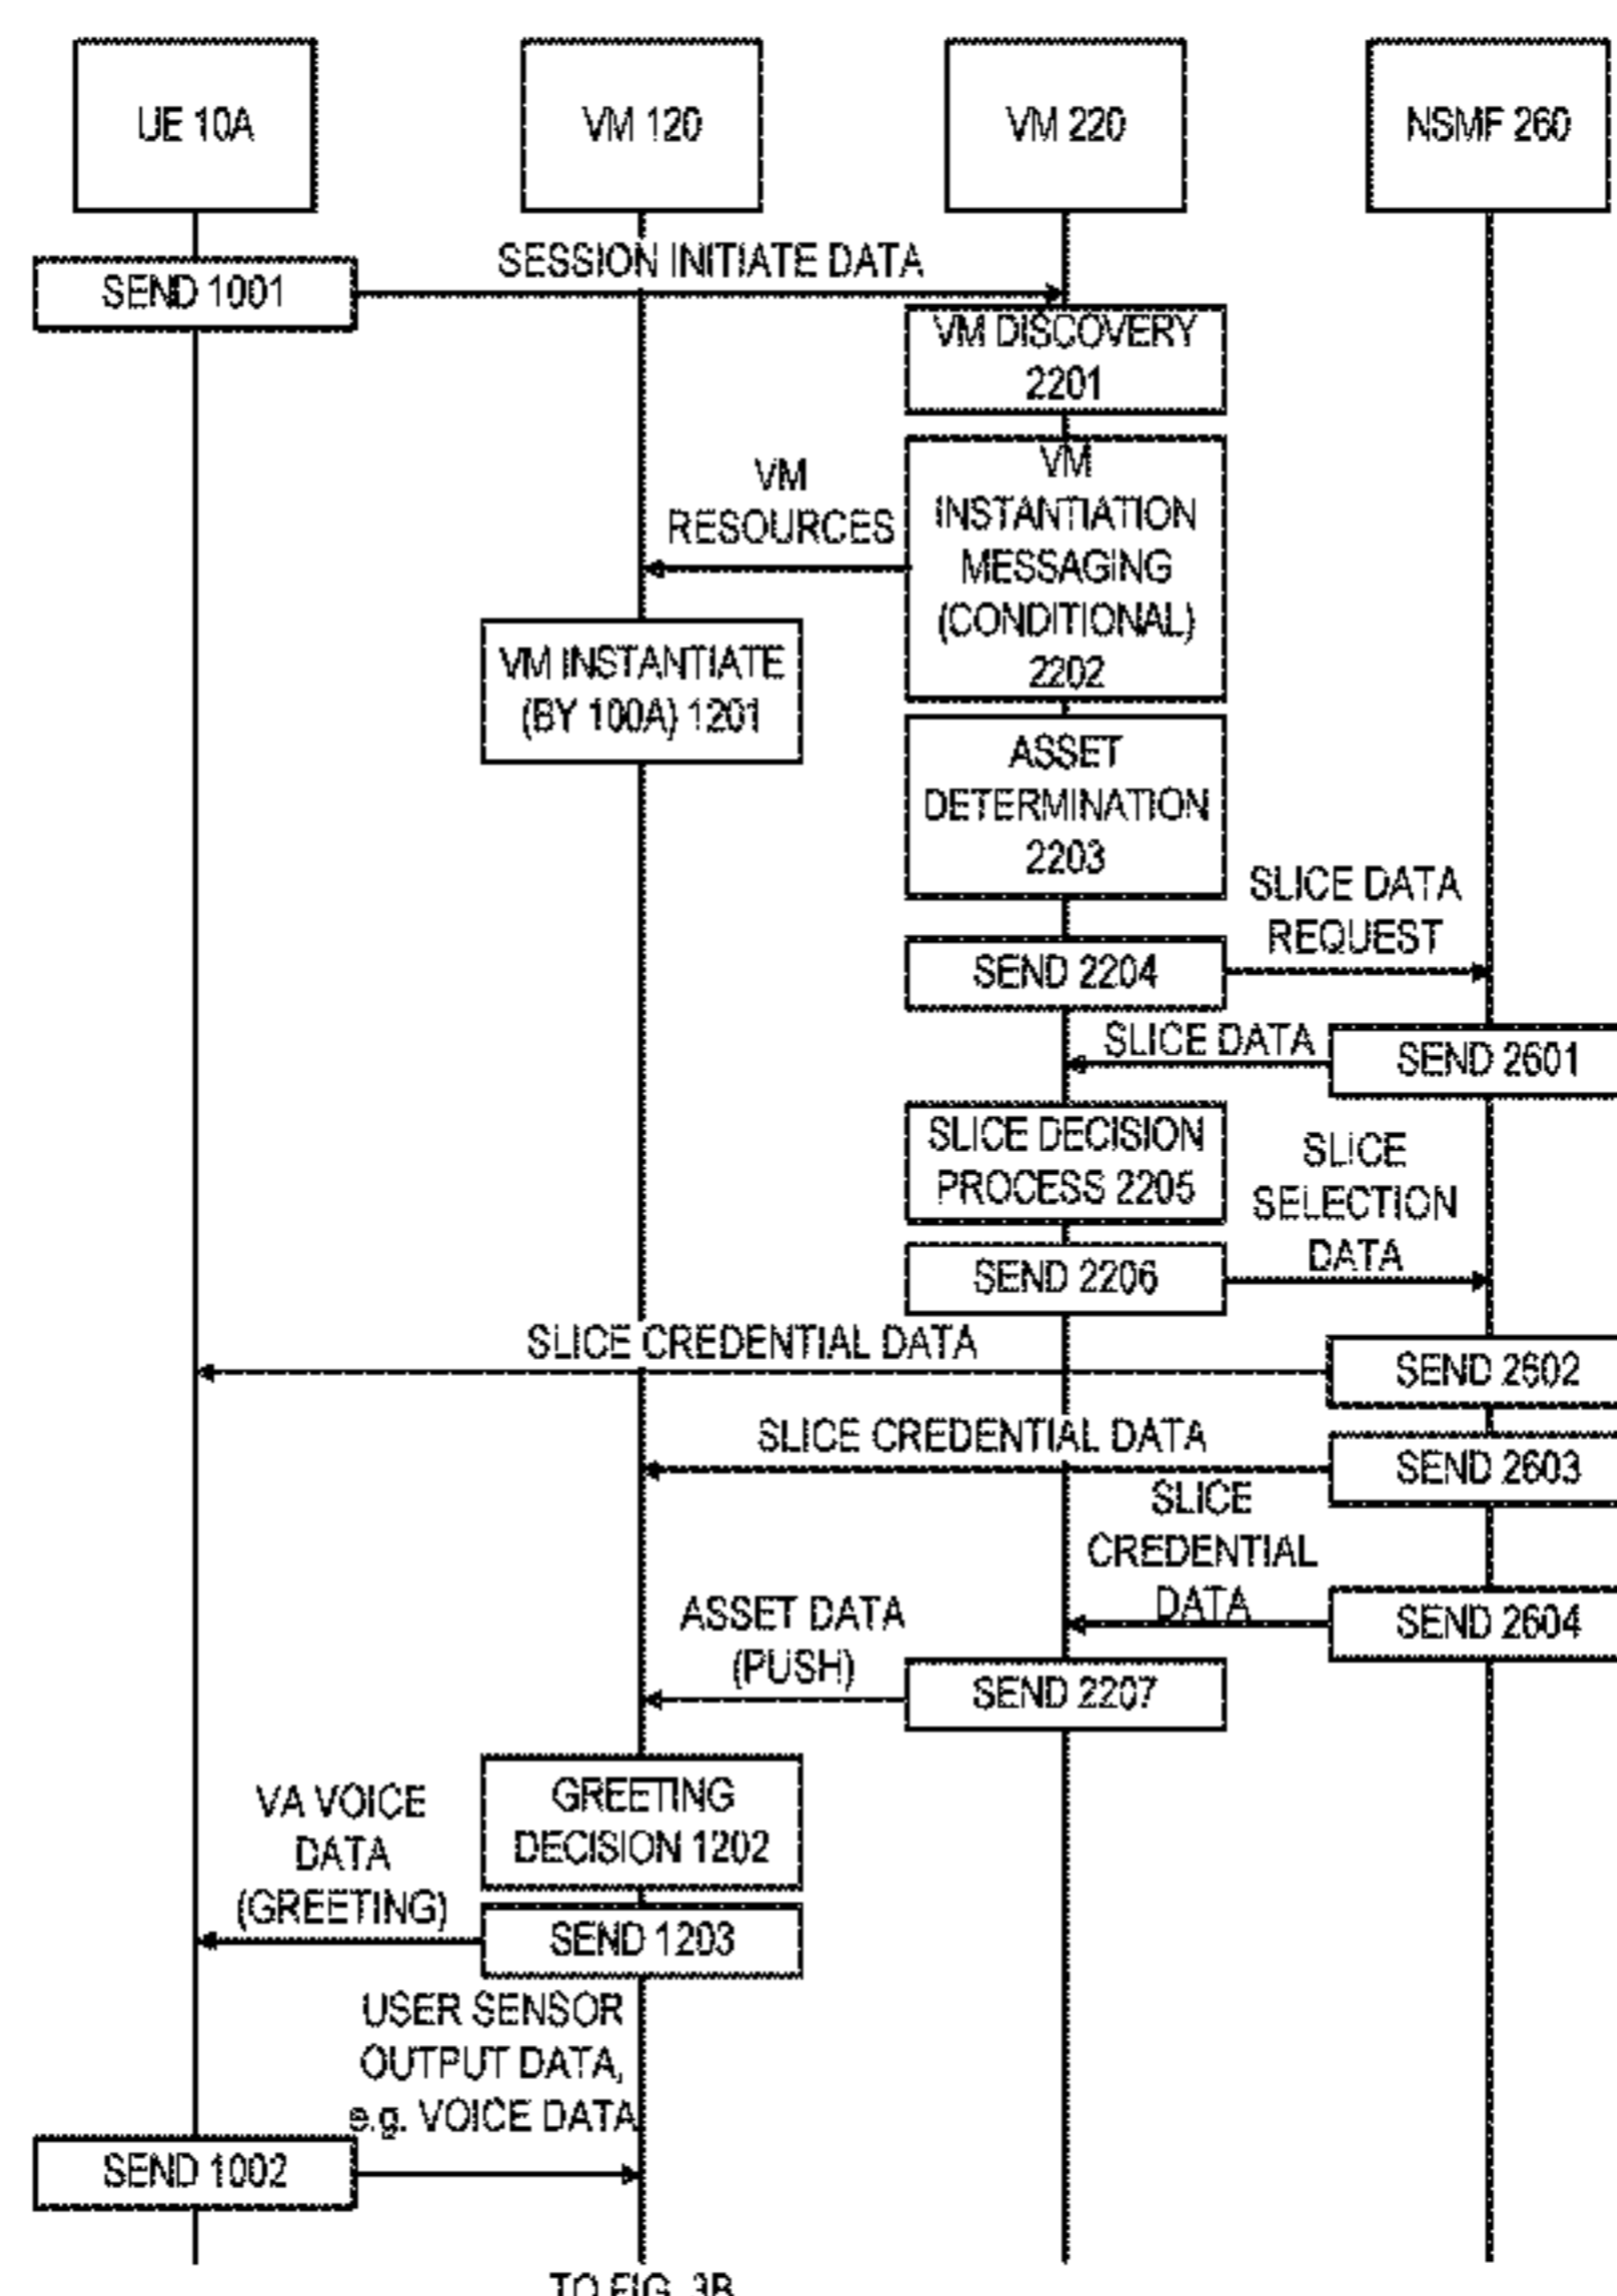 UE 10A
VM 120
VM 220
NSMF 260
SEND 1001
SESSION INITIATE DATA
VM DISCOVERY
2201
VM
RESOURCES
VM
INSTANTIATION
MESSAGING
(CONDITIONAL)
2202
VM INSTANTIATE
(BY 100A) 1201
ASSET
DETERMINATION
2203
SLICE DATA
REQUEST
SEND 2204
SLICE DATA
SEND 2601
SLICE DECISION
PROCESS 2205
SLICE
SELECTION
DATA
SEND 2206
SLICE CREDENTIAL DATA
SEND 2602
SLICE CREDENTIAL DATA
SEND 2603
SLICE
CREDENTIAL
DATA
SEND 2604
ASSET DATA
(PUSH)
SEND 2207
GREETING
DECISION 1202
VA VOICE
DATA
(GREETING)
SEND 1203
USER SENSOR
OUTPUT DATA,
e.g. VOICE DATA
SEND 1002
TO FIG. 3B